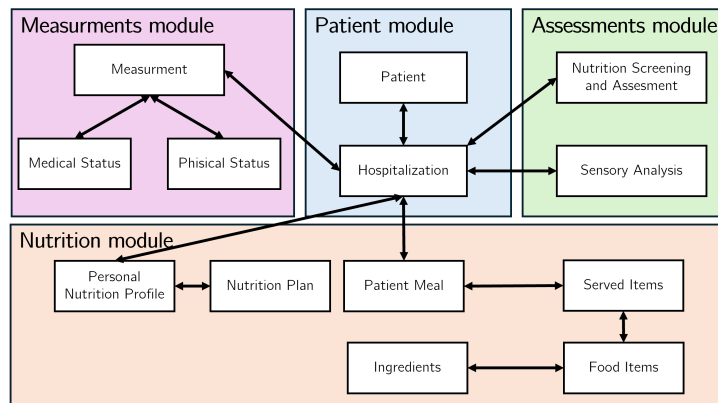 Measurments module
Patient module
Assessments module
Measurment
Patient
Nutrition Screening
and Assesment
Medical Status
Phisical Status
Hospitalization
Sensory Analysis
Nutrition module
Personal
Nutrition Profile
Nutrition Plan
Patient Meal
Served Items
Ingredients
Food Items